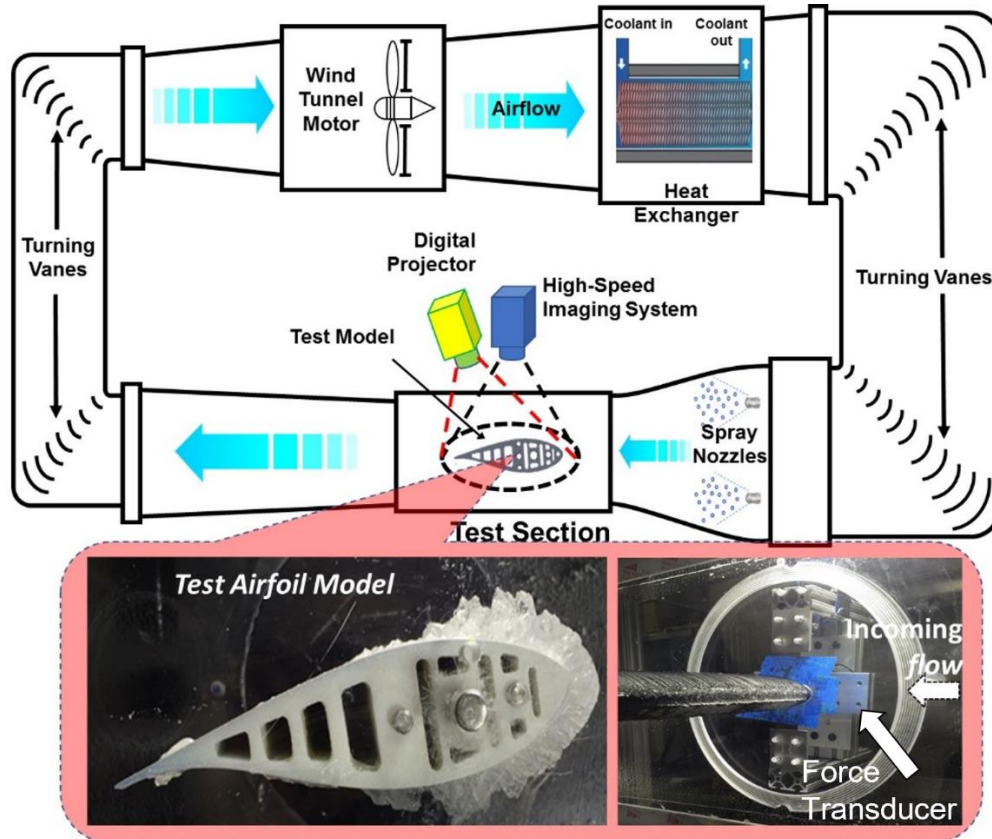 Coolant in
Coolant
out
Wind
Tunnel
Motor
Airflow
Heat
Exchanger
Turning
Vanes
Turning Vanes
Digital
Projector
High-Speed
Imaging System
Test Model
Spray
Nozzles
Test Section
Test Airfoil Model
Incoming
flow
Force
Transducer